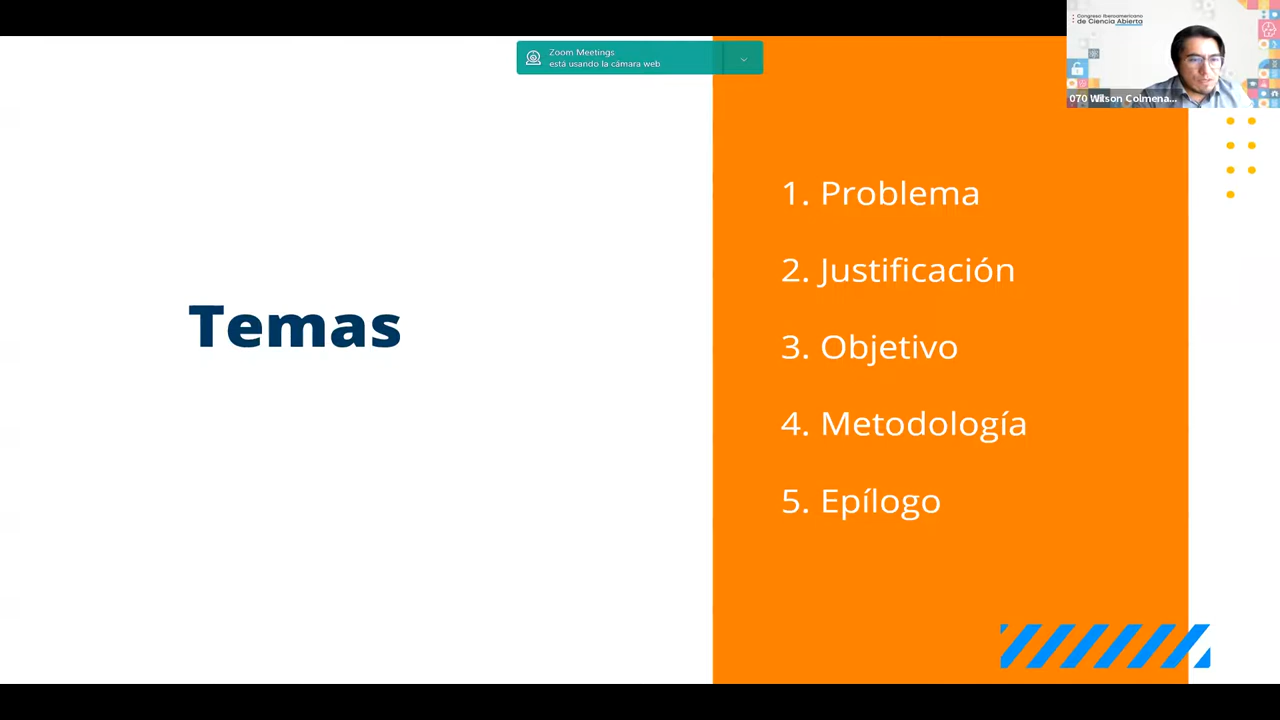 Zoom Meetings
está usando la cámara web
Congreso Iberoamericano
de Ciencia Abierta
070 Wilson Colmena...
Temas
1. Problema
2. Justificación
3. Objetivo
4. Metodología
5. Epílogo